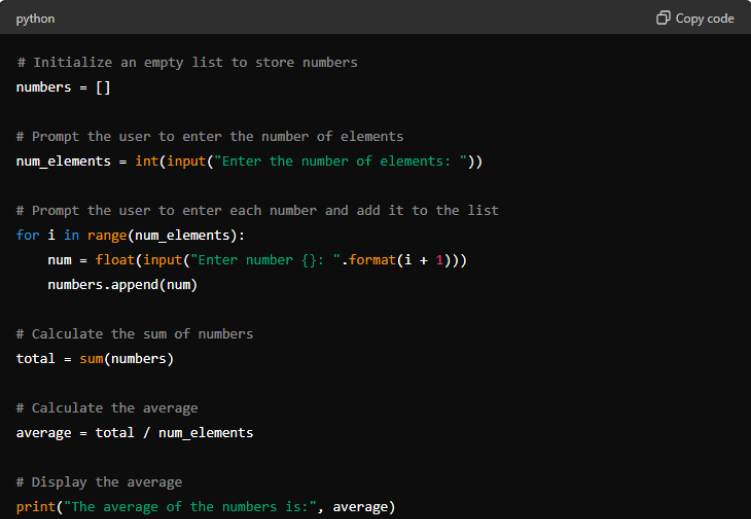 python
Copy code
# Initialize an empty list to store numbers
numbers = []
# Prompt the user to enter the number of elements
num_elements = int(input("Enter the number of elements: "))
# Prompt the user to enter each number and add it to the list
for i in range(num_elements):
    num = float(input("Enter number {}: ".format(i + 1)))
    numbers.append(num)
# Calculate the sum of numbers
total = sum(numbers)
# Calculate the average
average = total / num_elements
# Display the average
print("The average of the numbers is:", average)